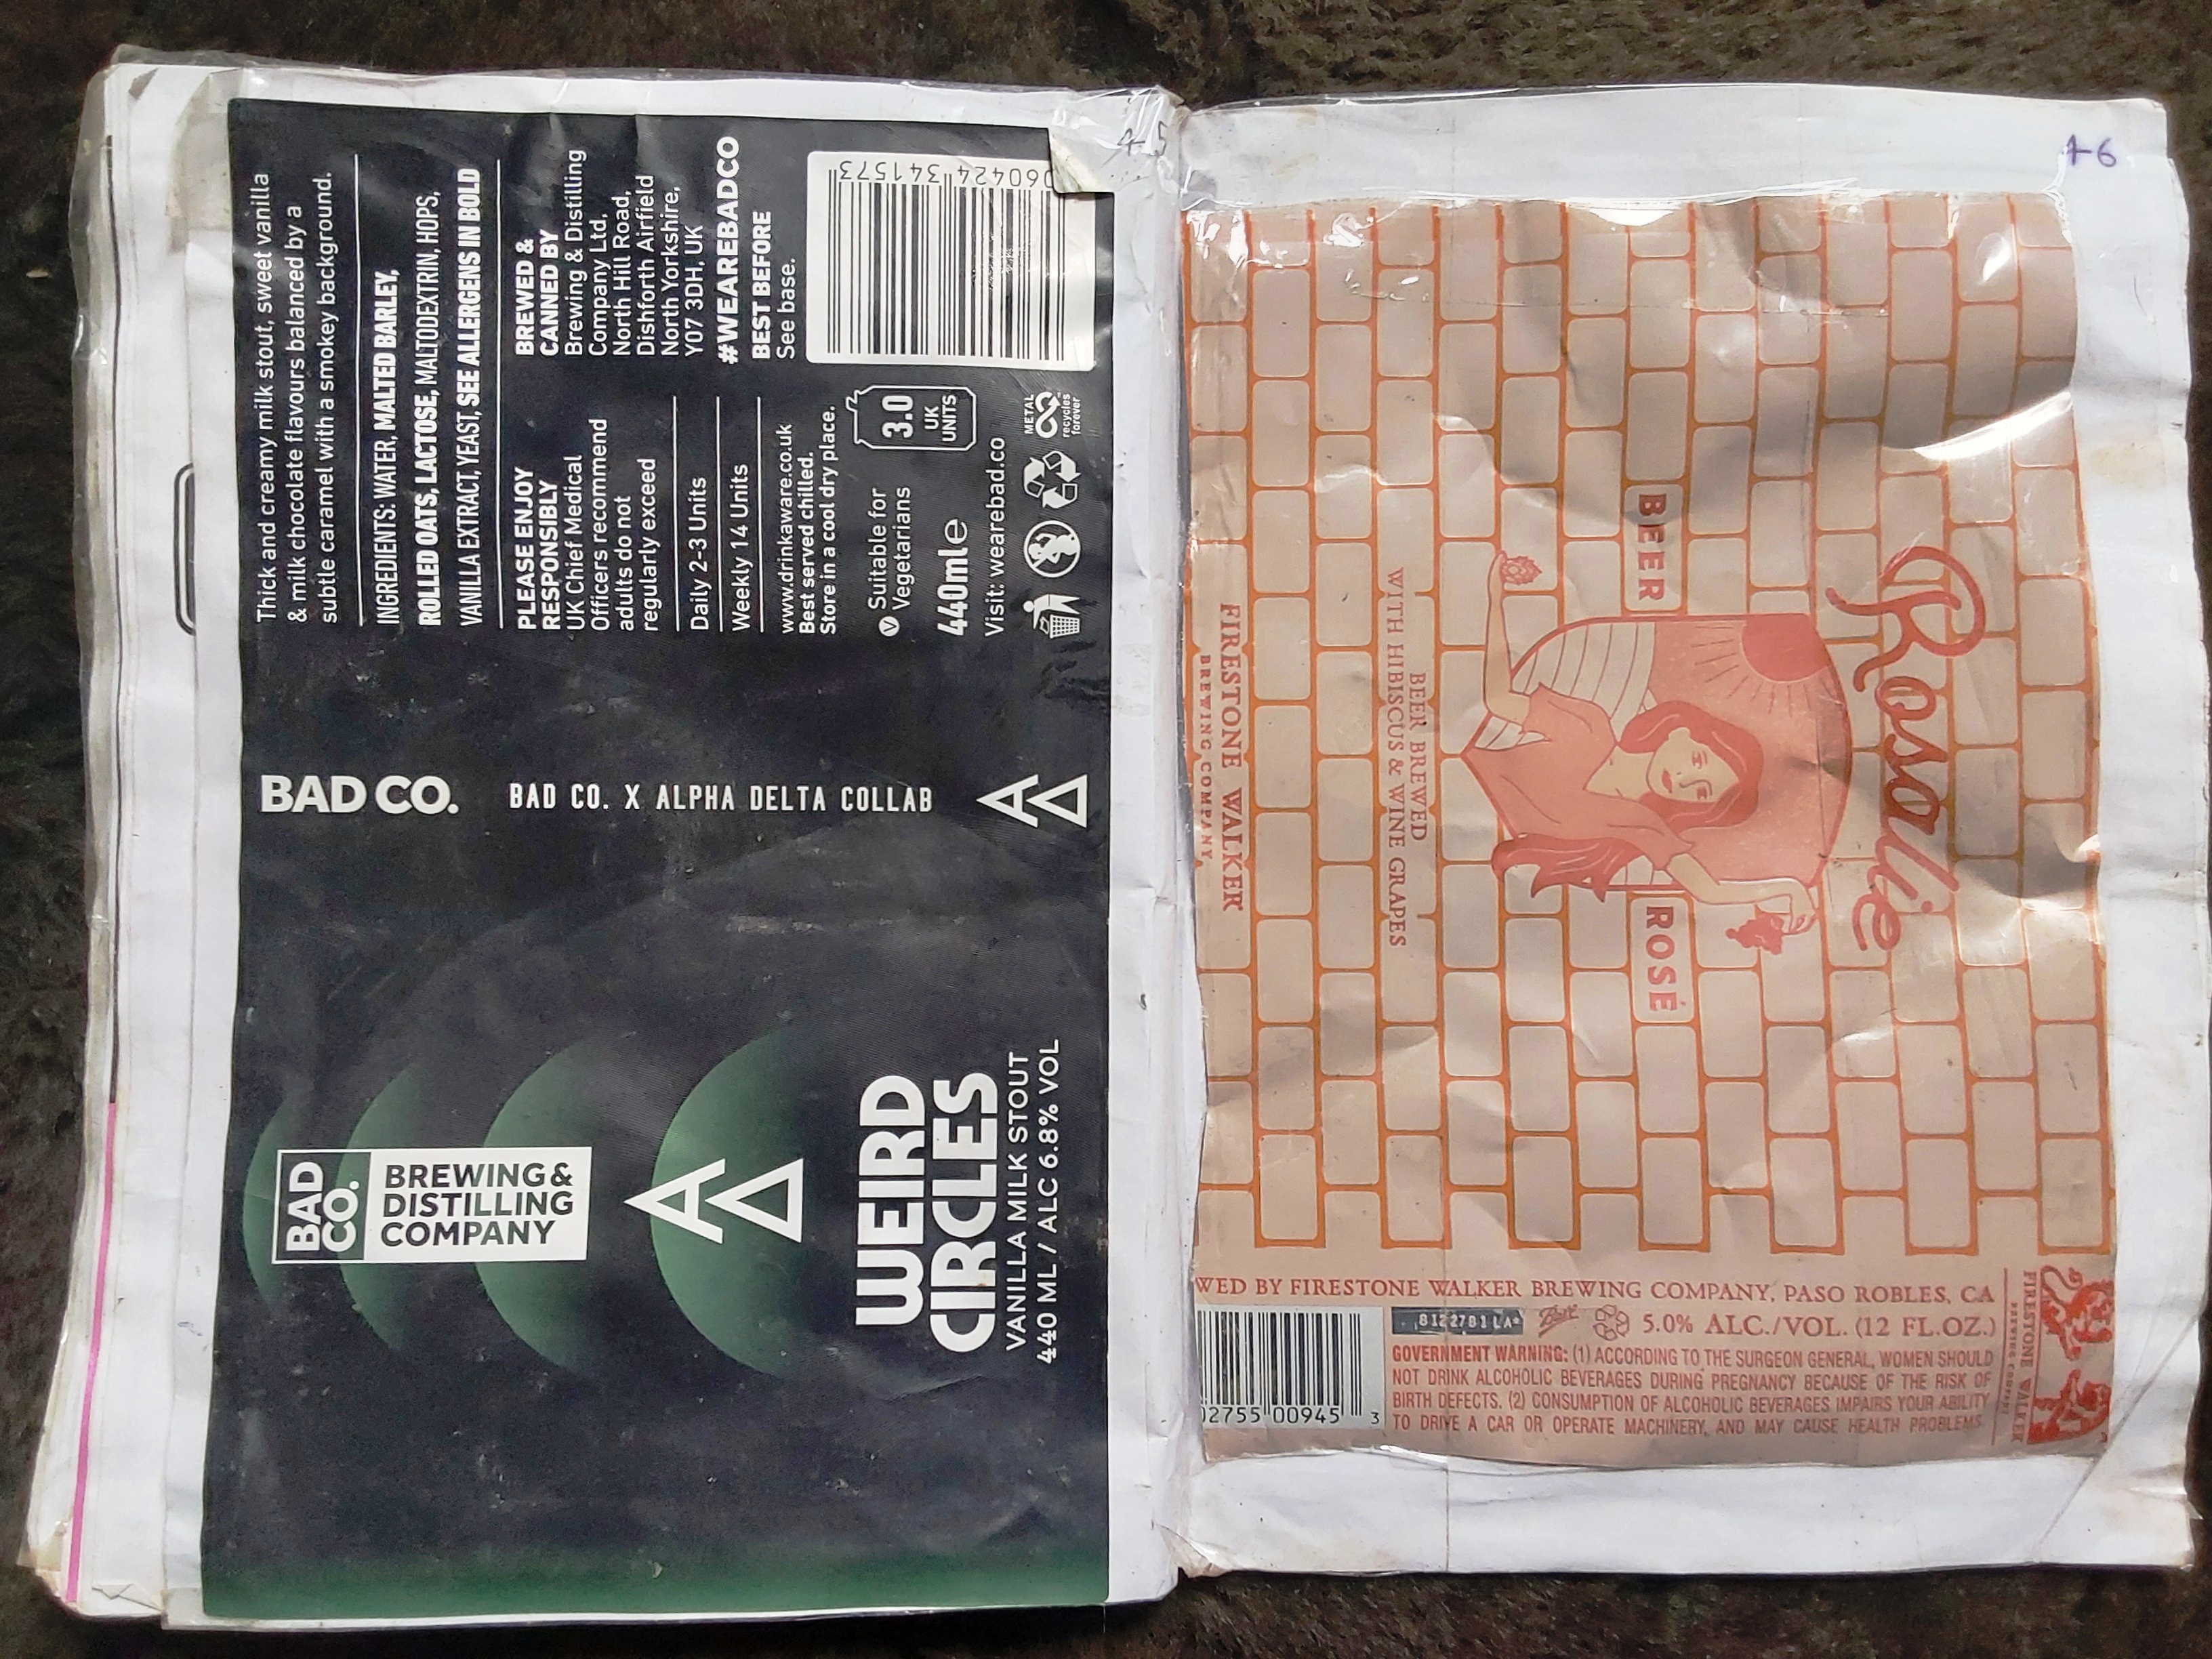 45
BAD
CO.
BREWING &
DISTILLING
COMPANY
WEIRD
CIRCLES
VANILLA MILK STOUT
440 ML / ALC 6.8% VOL
BAD CO.
BAD CO. X ALPHA DELTA COLLAB
Thick and creamy milk stout, sweet vanilla
& milk chocolate flavours balanced by a
subtle caramel with a smokey background.
INGREDIENTS: WATER, MALTED BARLEY,
ROLLED OATS, LACTOSE, MALTODEXTRIN, HOPS,
VANILLA EXTRACT, YEAST, SEE ALLERGENS IN BOLD
PLEASE ENJOY
RESPONSIBLY
UK Chief Medical
Officers recommend
adults do not
regularly exceed
Daily 2-3 Units
Weekly 14 Units
www.drinkaware.co.uk
Best served chilled.
Store in a cool dry place.
Suitable for
Vegetarians
3.0
UK
UNITS
440ml e
Visit: wearebad.co
METAL
recycles
forever
BREWED &
CANNED BY
Brewing & Distilling
Company Ltd,
North Hill Road,
Dishforth Airfield
North Yorkshire,
YO7 3DH, UK
#WEAREBADCO
BEST BEFORE
See base.
060424 341573
46
Rosalie
BEER ROSÉ
BEER BREWED
WITH HIBISCUS & WINE GRAPES
FIRESTONE WALKER
BREWING COMPANY
WED BY FIRESTONE WALKER BREWING COMPANY, PASO ROBLES, CA
81227B1LA*
Ball
5.0% ALC./VOL. (12 FL.OZ.)
GOVERNMENT WARNING: (1) ACCORDING TO THE SURGEON GENERAL, WOMEN SHOULD
NOT DRINK ALCOHOLIC BEVERAGES DURING PREGNANCY BECAUSE OF THE RISK OF
BIRTH DEFECTS. (2) CONSUMPTION OF ALCOHOLIC BEVERAGES IMPAIRS YOUR ABILITY
TO DRIVE A CAR OR OPERATE MACHINERY, AND MAY CAUSE HEALTH PROBLEMS.
02755 00945 3
FIRESTONE WALKER
BREWING COMPANY